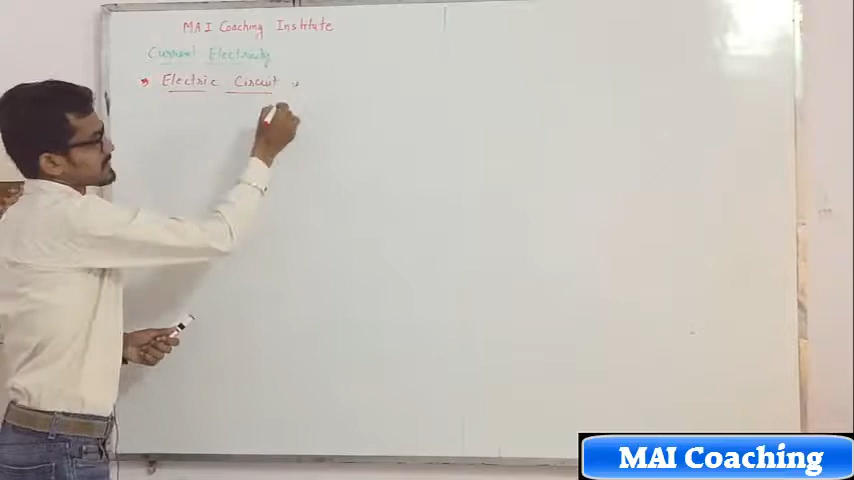 MAI Coaching Institute
Current Electricity
Electric Circuit
MAI Coaching